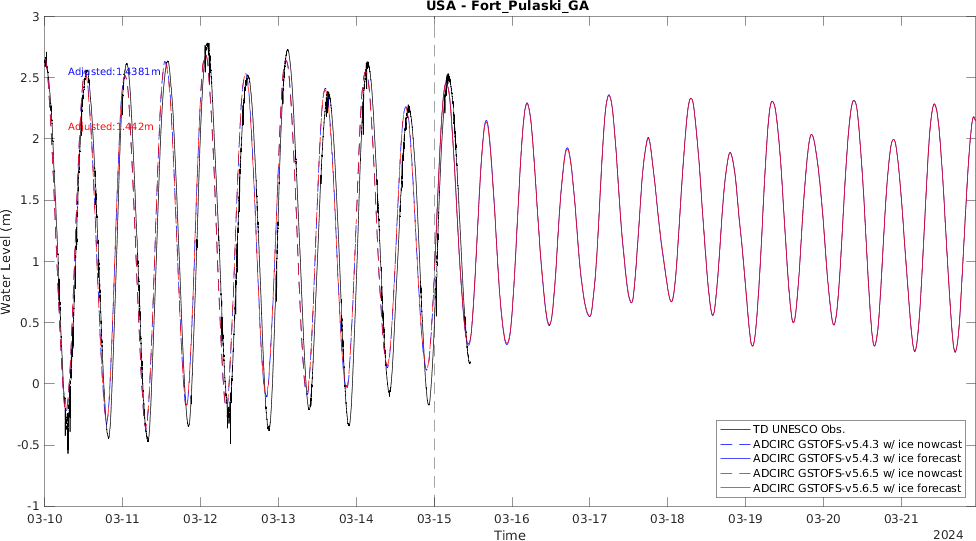 USA - Fort_Pulaski_GA
3
2.5
2
1.5
1
0.5
0
-0.5
-1
Water Level (m)
Adjusted:1.4381m
Adjusted:1.442m
TD UNESCO Obs.
ADCIRC GSTOFS-v5.4.3 w/ ice nowcast
ADCIRC GSTOFS-v5.4.3 w/ ice forecast
ADCIRC GSTOFS-v5.6.5 w/ ice nowcast
ADCIRC GSTOFS-v5.6.5 w/ ice forecast
03-10 03-11 03-12 03-13 03-14 03-15 03-16 03-17 03-18 03-19 03-20 03-21
Time
2024